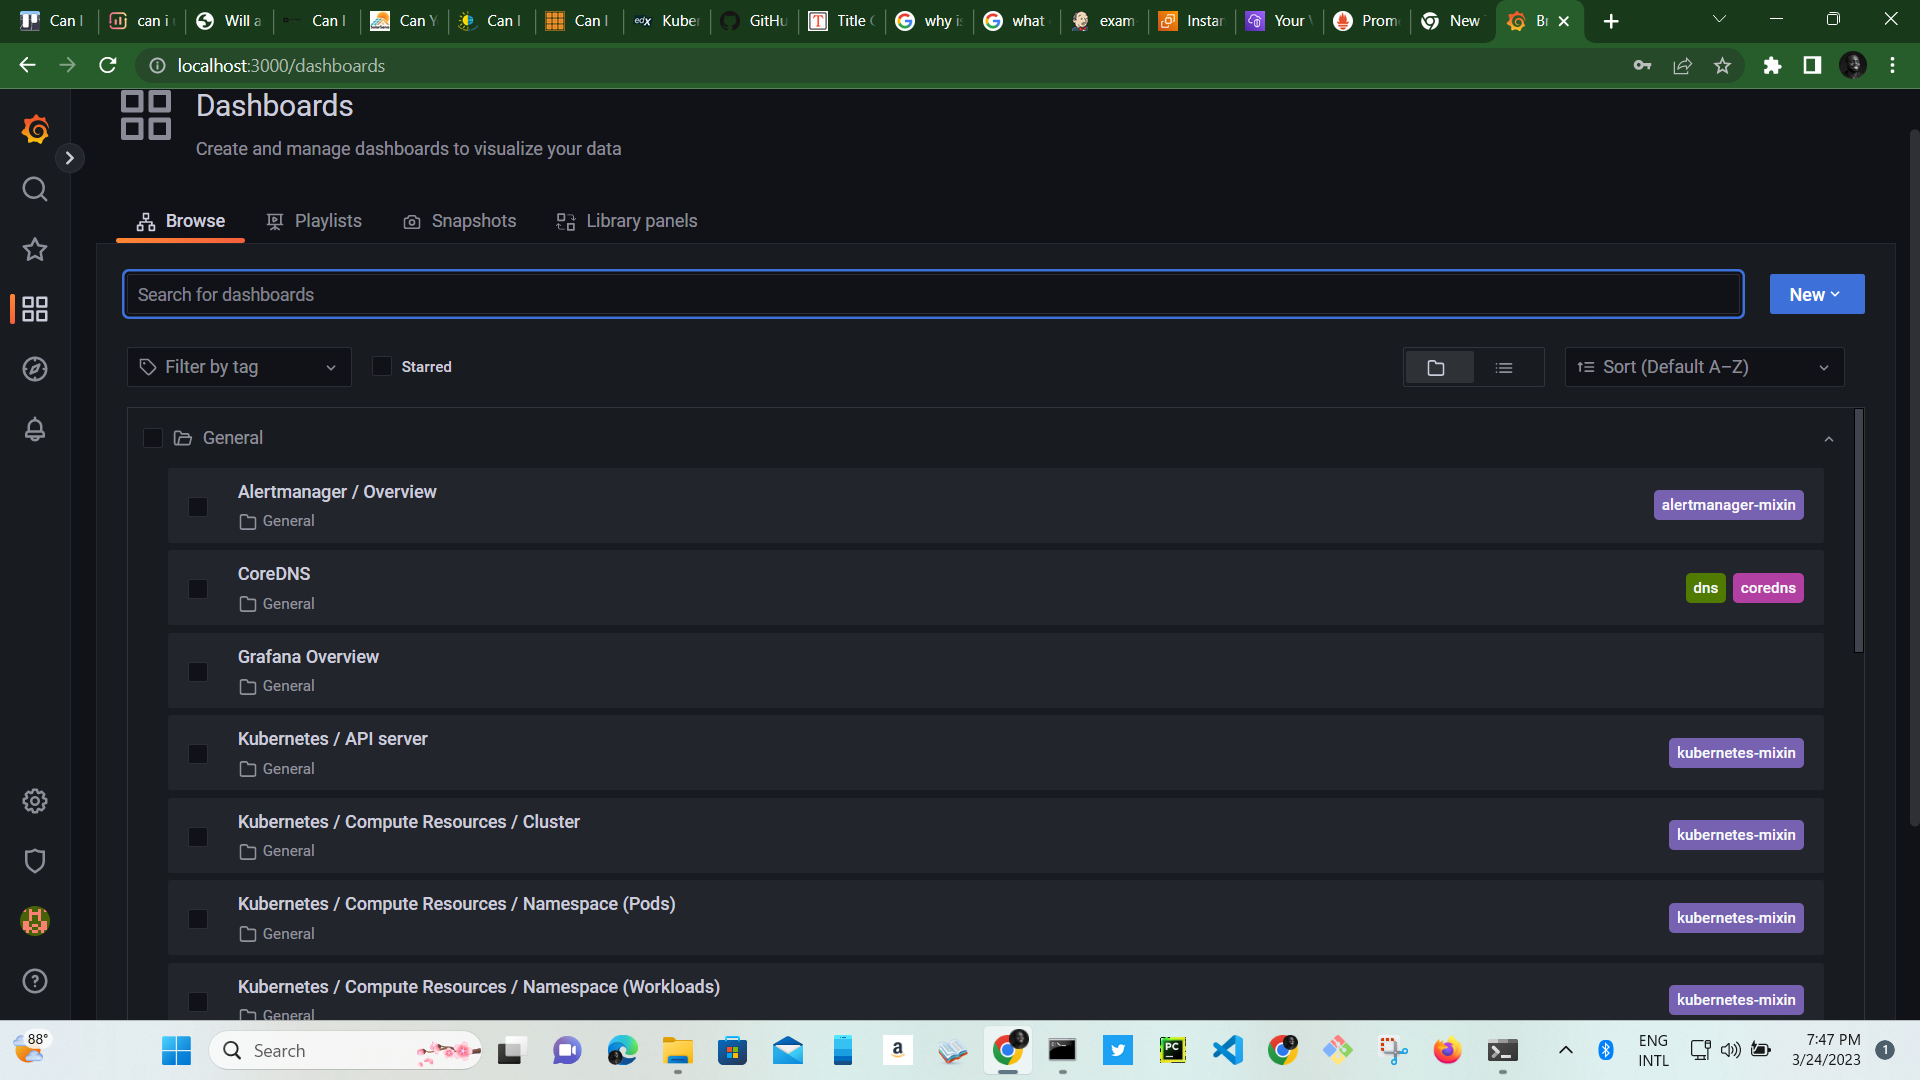 Can I
can i u
Will a
Can I
Can Y
Can I
Can I
edX Kuber
GitHu
T Title C
why is
what
exam
Instan
Your V
Prom
New
Br
localhost:3000/dashboards
Dashboards
Create and manage dashboards to visualize your data
Browse
Playlists
Snapshots
Library panels
Search for dashboards
New
Filter by tag
Starred
Sort (Default A–Z)
General
Alertmanager / Overview
alertmanager-mixin
General
CoreDNS
dns coredns
General
Grafana Overview
General
Kubernetes / API server
kubernetes-mixin
General
Kubernetes / Compute Resources / Cluster
kubernetes-mixin
General
Kubernetes / Compute Resources / Namespace (Pods)
kubernetes-mixin
General
Kubernetes / Compute Resources / Namespace (Workloads)
kubernetes-mixin
General
88°
Search
a
PC
ENG
INTL
7:47 PM
3/24/2023
1